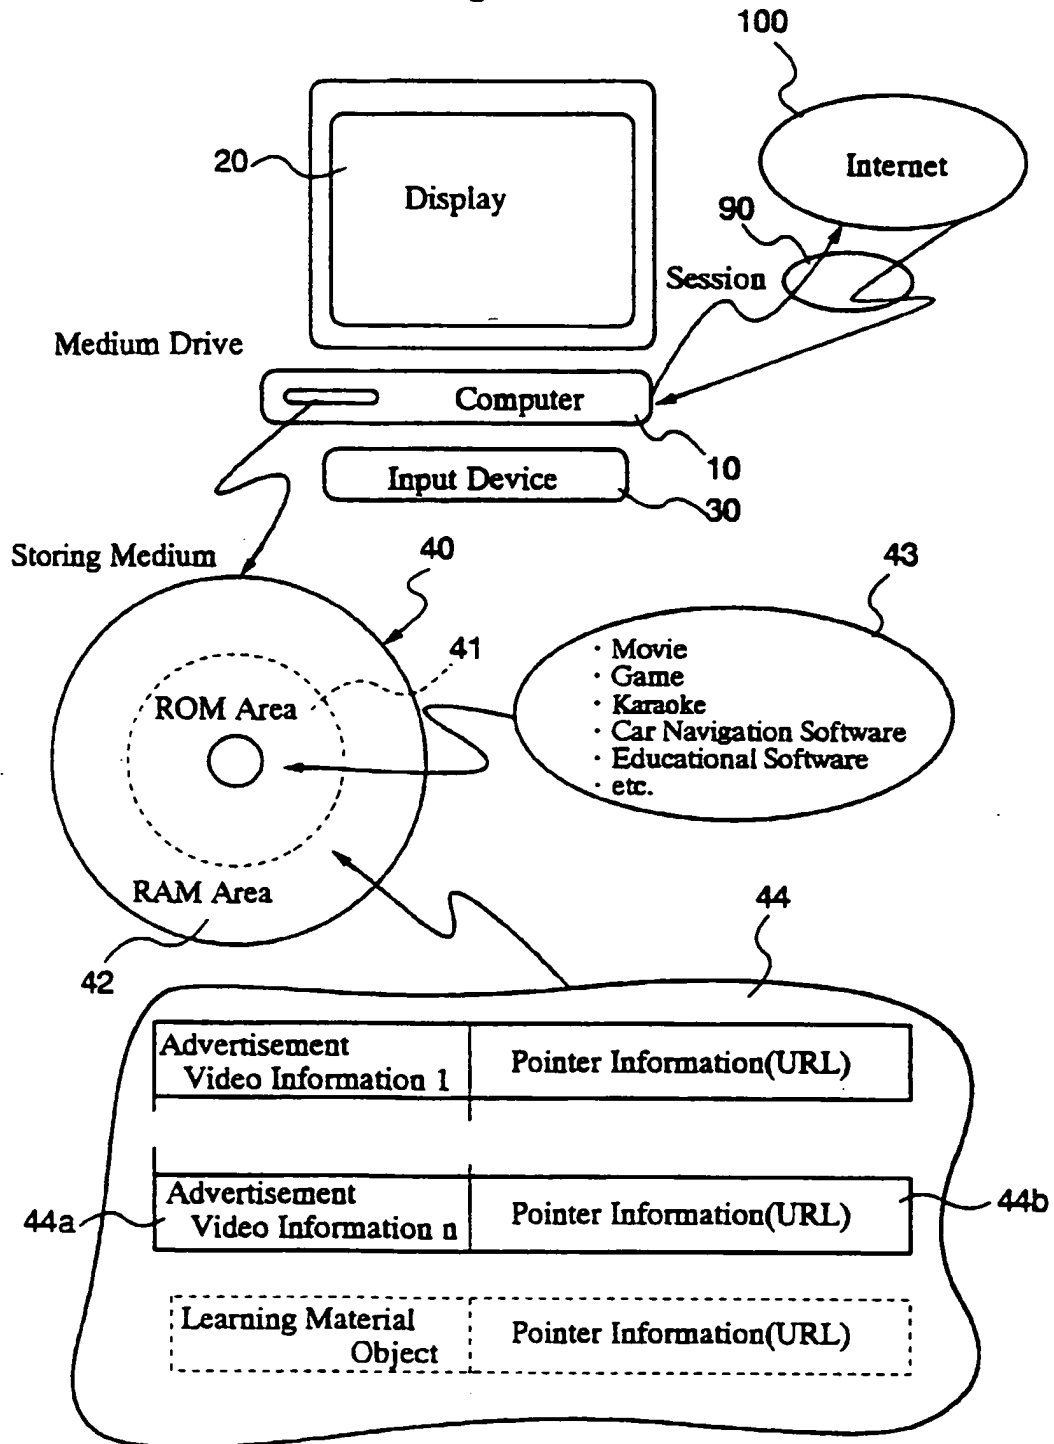 100
20
Display
Internet
90
Session
Medium Drive
Computer
10
Input Device
30
Storing Medium
40
43
41
ROM Area
· Movie
· Game
· Karaoke
· Car Navigation Software
· Educational Software
· etc.
RAM Area
42
44
Advertisement
Video Information 1
Pointer Information(URL)
Advertisement
Video Information n
Pointer Information(URL)
44a
44b
Learning Material
Object
Pointer Information(URL)